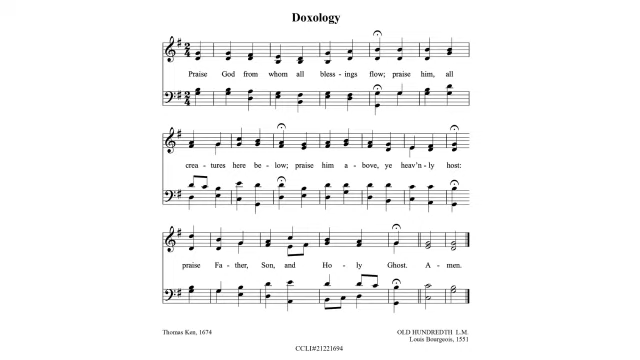 Doxology
Praise God from whom all bless - ings flow; praise him, all
crea - tures here be - low; praise him a - bove, ye heav'n - ly host:
praise Fa - ther, Son, and Ho - ly Ghost. A - men.
Thomas Ken, 1674
OLD HUNDREDTH L.M.
Louis Bourgeois, 1551
CCLI#21221694